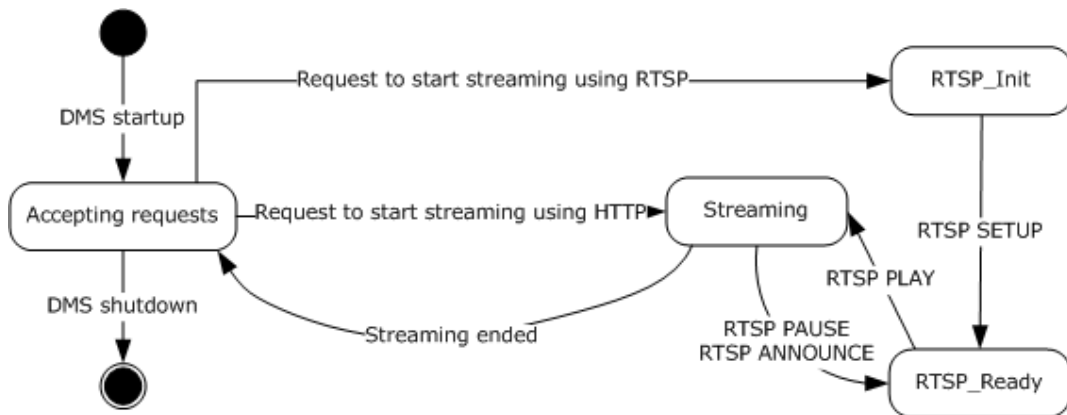 Request to start streaming using RTSP
RTSP_Init
DMS startup
Accepting requests
Request to start streaming using HTTP
Streaming
RTSP SETUP
RTSP PLAY
DMS shutdown
Streaming ended
RTSP PAUSE
RTSP ANNOUNCE
RTSP_Ready